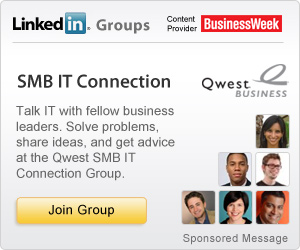 LinkedIn® Groups
Content Provider
BusinessWeek
SMB IT Connection
Qwest
BUSINESS
Talk IT with fellow business
leaders. Solve problems,
share ideas, and get advice
at the Qwest SMB IT
Connection Group.
Join Group
Sponsored Message